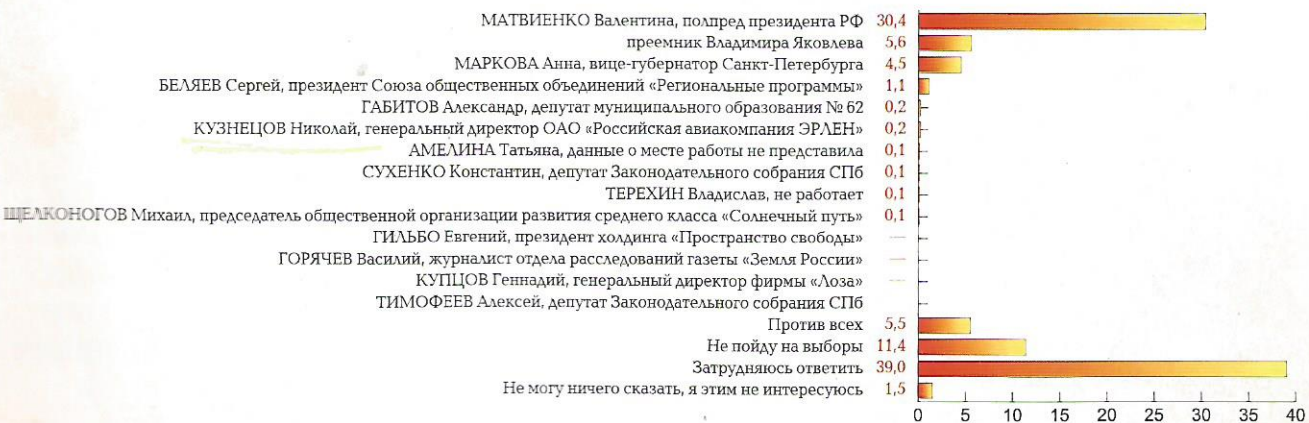 МАТВИЕНКО Валентина, полпред президента РФ 30,4
преемник Владимира Яковлева 5,6
МАРКОВА Анна, вице-губернатор Санкт-Петербурга 4,5
БЕЛЯЕВ Сергей, президент Союза общественных объединений «Региональные программы» 1,1
ГАБИТОВ Александр, депутат муниципального образования № 62 0,2
КУЗНЕЦОВ Николай, генеральный директор ОАО «Российская авиакомпания ЭРЛЕН» 0,2
АМЕЛИНА Татьяна, данные о месте работы не представила 0,1
СУХЕНКО Константин, депутат Законодательного собрания СПб 0,1
ТЕРЕХИН Владислав, не работает 0,1
ЩЕЛКОНОГОВ Михаил, председатель общественной организации развития среднего класса «Солнечный путь» 0,1
ГИЛЬБО Евгений, президент холдинга «Пространство свободы» —
ГОРЯЧЕВ Василий, журналист отдела расследований газеты «Земля России» —
КУПЦОВ Геннадий, генеральный директор фирмы «Лоза» —
ТИМОФЕЕВ Алексей, депутат Законодательного собрания СПб
Против всех 5,5
Не пойду на выборы 11,4
Затрудняюсь ответить 39,0
Не могу ничего сказать, я этим не интересуюсь 1,5
0 5 10 15 20 25 30 35 40